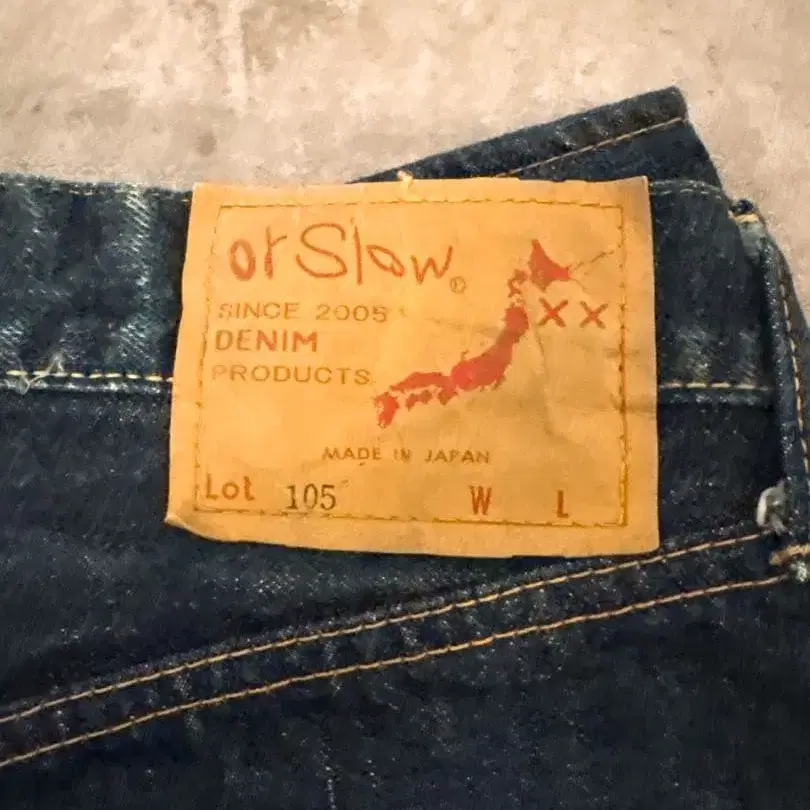 orSlow®
SINCE 2005
XX
DENIM
PRODUCTS
MADE IN JAPAN
Lot 105 W L